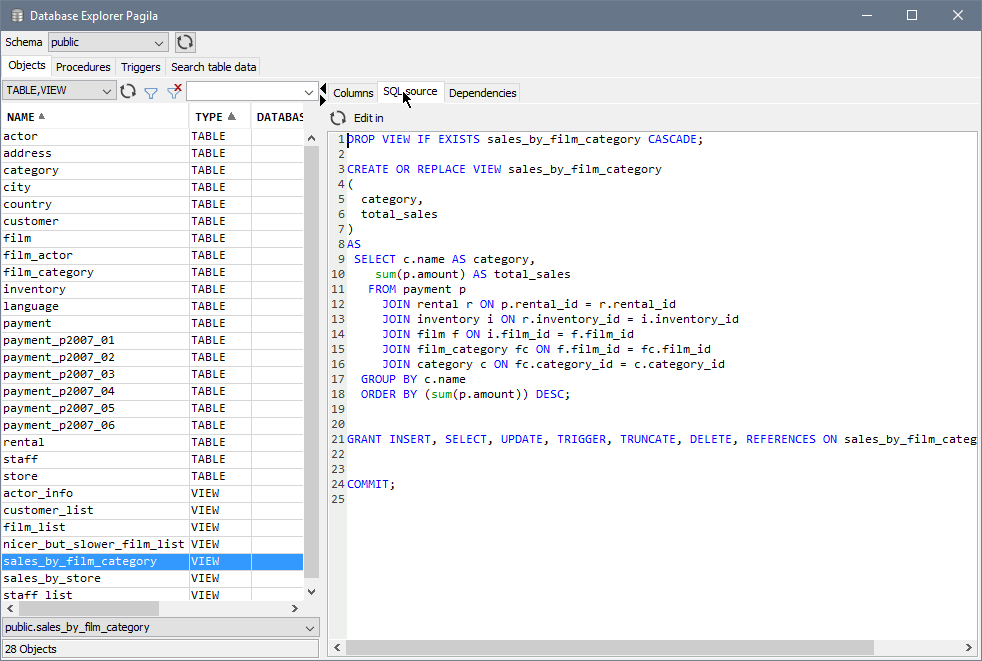 Database Explorer Pagila
Schema public
Objects Procedures Triggers Search table data
TABLE,VIEW
NAME TYPE DATABAS
actor TABLE
address TABLE
category TABLE
city TABLE
country TABLE
customer TABLE
film TABLE
film_actor TABLE
film_category TABLE
inventory TABLE
language TABLE
payment TABLE
payment_p2007_01 TABLE
payment_p2007_02 TABLE
payment_p2007_03 TABLE
payment_p2007_04 TABLE
payment_p2007_05 TABLE
payment_p2007_06 TABLE
rental TABLE
staff TABLE
store TABLE
actor_info VIEW
customer_list VIEW
film_list VIEW
nicer_but_slower_film_list VIEW
sales_by_film_category VIEW
sales_by_store VIEW
staff_list VIEW
public.sales_by_film_category
28 Objects
Columns SQL source Dependencies
Edit in
1 DROP VIEW IF EXISTS sales_by_film_category CASCADE;
2
3 CREATE OR REPLACE VIEW sales_by_film_category
4 (
5 category,
6 total_sales
7 )
8 AS
9 SELECT c.name AS category,
10 sum(p.amount) AS total_sales
11 FROM payment p
12 JOIN rental r ON p.rental_id = r.rental_id
13 JOIN inventory i ON r.inventory_id = i.inventory_id
14 JOIN film f ON i.film_id = f.film_id
15 JOIN film_category fc ON f.film_id = fc.film_id
16 JOIN category c ON fc.category_id = c.category_id
17 GROUP BY c.name
18 ORDER BY (sum(p.amount)) DESC;
19
20
21 GRANT INSERT, SELECT, UPDATE, TRIGGER, TRUNCATE, DELETE, REFERENCES ON sales_by_film_categ
22
23
24 COMMIT;
25